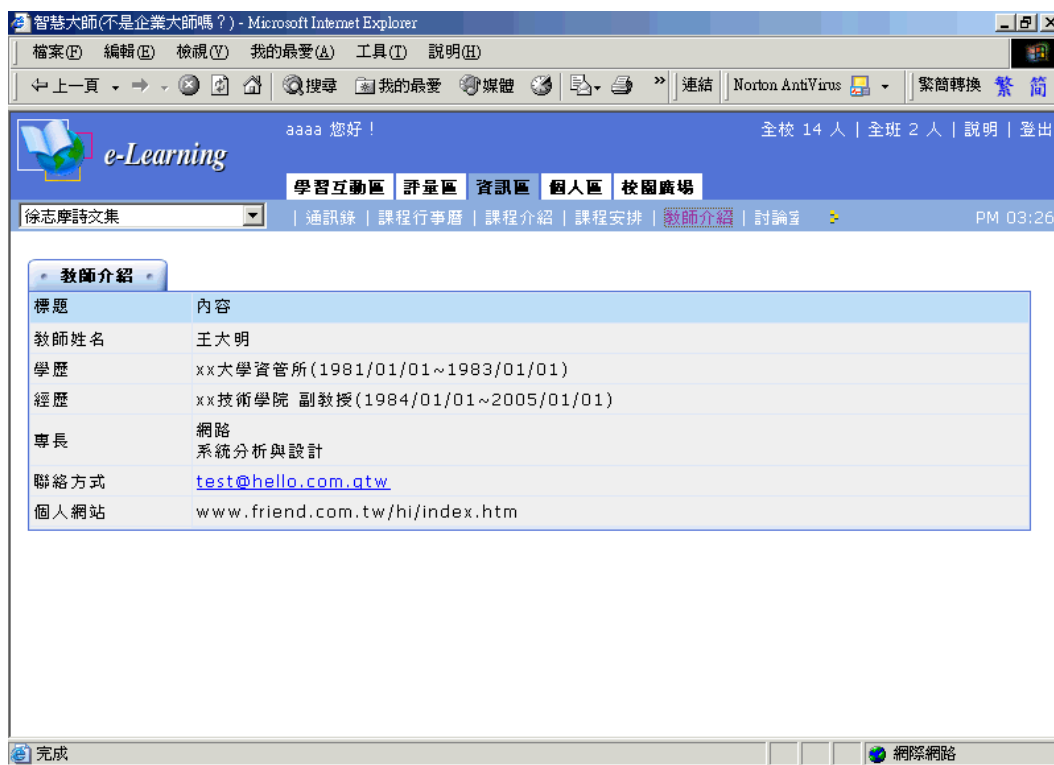 智慧大師(不是企業大師嗎？) - Microsoft Internet Explorer
檔案(F) 編輯(E) 檢視(V) 我的最愛(A) 工具(T) 說明(H)
上一頁 搜尋 我的最愛 媒體 » 連結 Norton AntiVirus 繁簡轉換 繁 简
aaaa 您好！ 全校 14 人 | 全班 2 人 | 說明 | 登出
e-Learning
學習互動區 評量區 資訊區 個人區 校園廣場
徐志摩詩文集 | 通訊錄 | 課程行事曆 | 課程介紹 | 課程安排 | 教師介紹 | 討論 PM 03:26
教師介紹
標題 內容
教師姓名 王大明
學歷 xx大學資管所(1981/01/01~1983/01/01)
經歷 xx技術學院 副教授(1984/01/01~2005/01/01)
專長 網路
系統分析與設計
聯絡方式 test@hello.com.qtw
個人網站 www.friend.com.tw/hi/index.htm
完成 網際網路